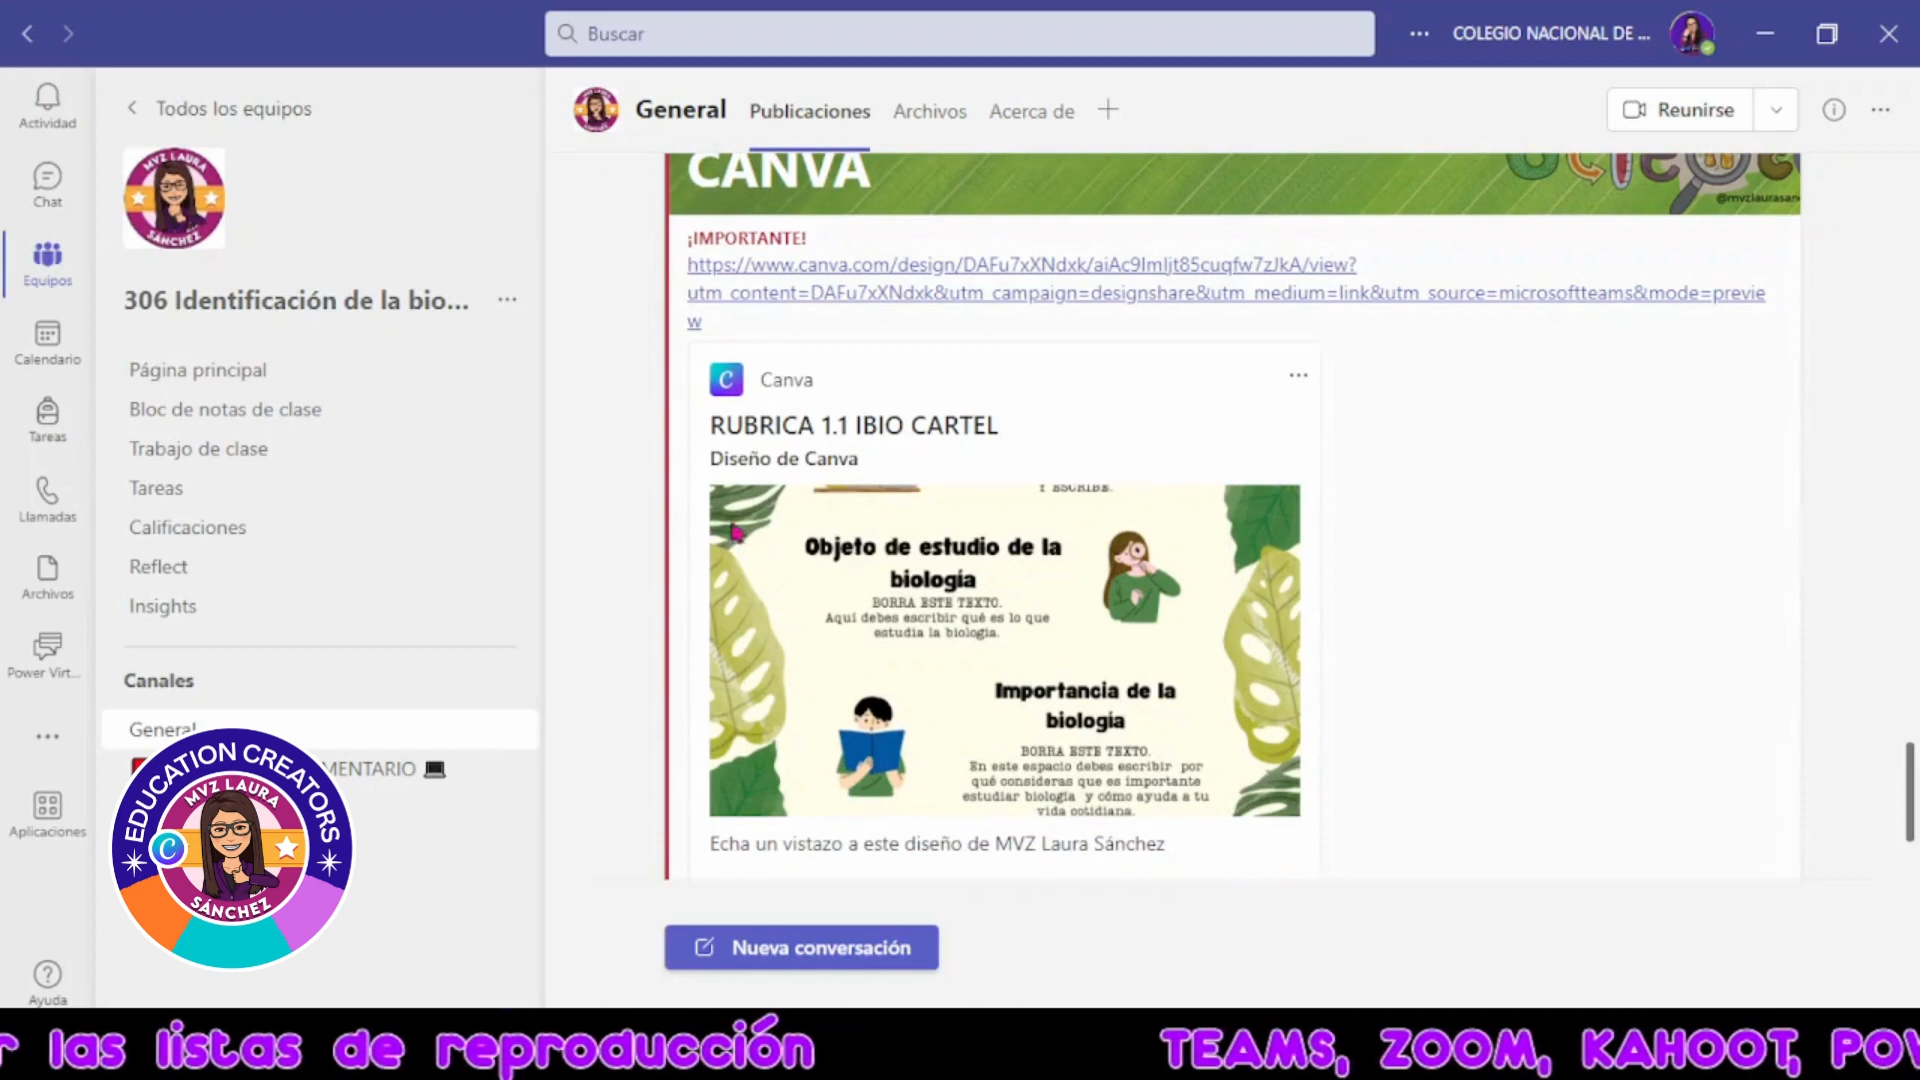 Buscar
COLEGIO NACIONAL DE ...
Actividad
Chat
Equipos
Calendario
Tareas
Llamadas
Archivos
Power Virt...
Aplicaciones
Ayuda
Todos los equipos
MVZ LAURA
SÁNCHEZ
306 Identificación de la bio...
Página principal
Bloc de notas de clase
Trabajo de clase
Tareas
Calificaciones
Reflect
Insights
Canales
General
MENTARIO
EDUCATION CREATORS
MVZ LAURA
SÁNCHEZ
General Publicaciones Archivos Acerca de
Reunirse
CANVA
¡IMPORTANTE!
https://www.canva.com/design/DAFu7xXNdxk/aiAc9Imljt85cuqfw7zJkA/view?
utm_content=DAFu7xXNdxk&utm_campaign=designshare&utm_medium=link&utm_source=microsoftteams&mode=previe
w
Canva
RUBRICA 1.1 IBIO CARTEL
Diseño de Canva
Y ESCRIBE.
Objeto de estudio de la
biología
BORRA ESTE TEXTO.
Aquí debes escribir qué es lo que
estudia la biología.
Importancia de la
biología
BORRA ESTE TEXTO.
En este espacio debes escribir por
qué consideras que es importante
estudiar biología y cómo ayuda a tu
vida cotidiana.
Echa un vistazo a este diseño de MVZ Laura Sánchez
Nueva conversación
r las listas de reproducción
TEAMS, ZOOM, KAHOOT, POW